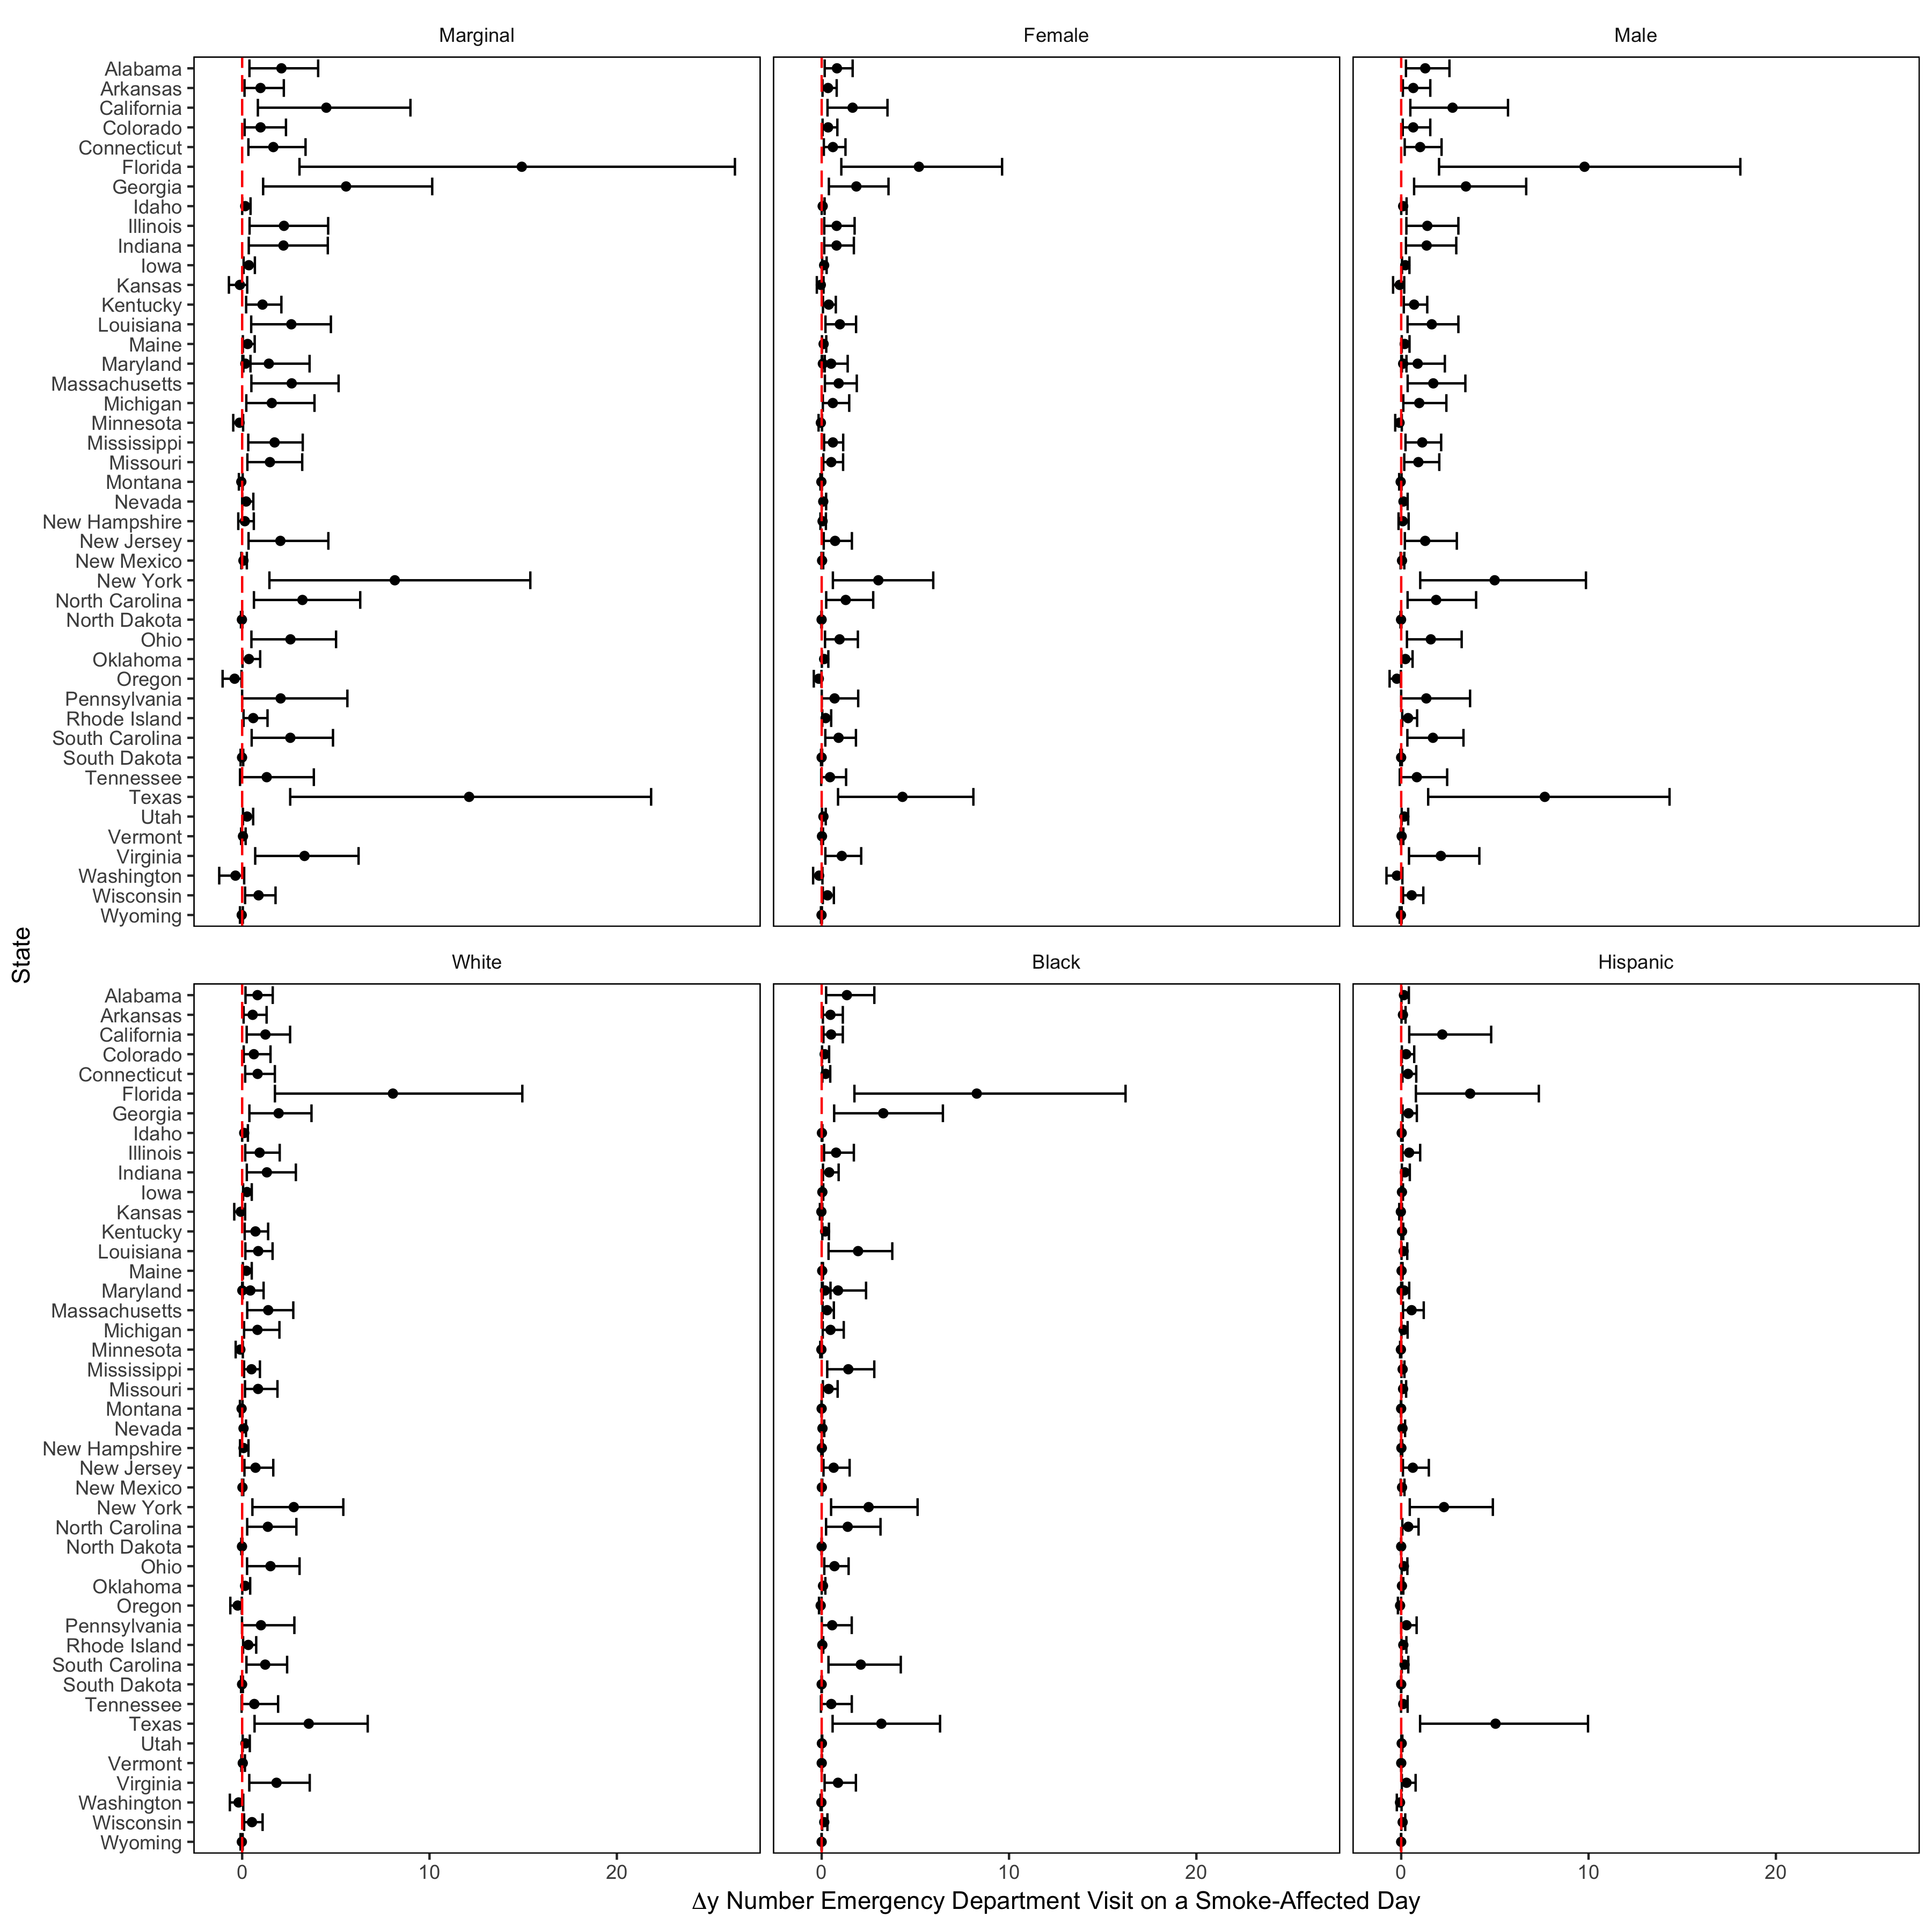 Marginal Female Male
Alabama
Arkansas
California
Colorado
Connecticut
Florida
Georgia
Idaho
Illinois
Indiana
Iowa
Kansas
Kentucky
Louisiana
Maine
Maryland
Massachusetts
Michigan
Minnesota
Mississippi
Missouri
Montana
Nevada
New Hampshire
New Jersey
New Mexico
New York
North Carolina
North Dakota
Ohio
Oklahoma
Oregon
Pennsylvania
Rhode Island
South Carolina
South Dakota
Tennessee
Texas
Utah
Vermont
Virginia
Washington
Wisconsin
Wyoming
State
White Black Hispanic
Alabama
Arkansas
California
Colorado
Connecticut
Florida
Georgia
Idaho
Illinois
Indiana
Iowa
Kansas
Kentucky
Louisiana
Maine
Maryland
Massachusetts
Michigan
Minnesota
Mississippi
Missouri
Montana
Nevada
New Hampshire
New Jersey
New Mexico
New York
North Carolina
North Dakota
Ohio
Oklahoma
Oregon
Pennsylvania
Rhode Island
South Carolina
South Dakota
Tennessee
Texas
Utah
Vermont
Virginia
Washington
Wisconsin
Wyoming
0 10 20 0 10 20 0 10 20
Δy Number Emergency Department Visit on a Smoke-Affected Day